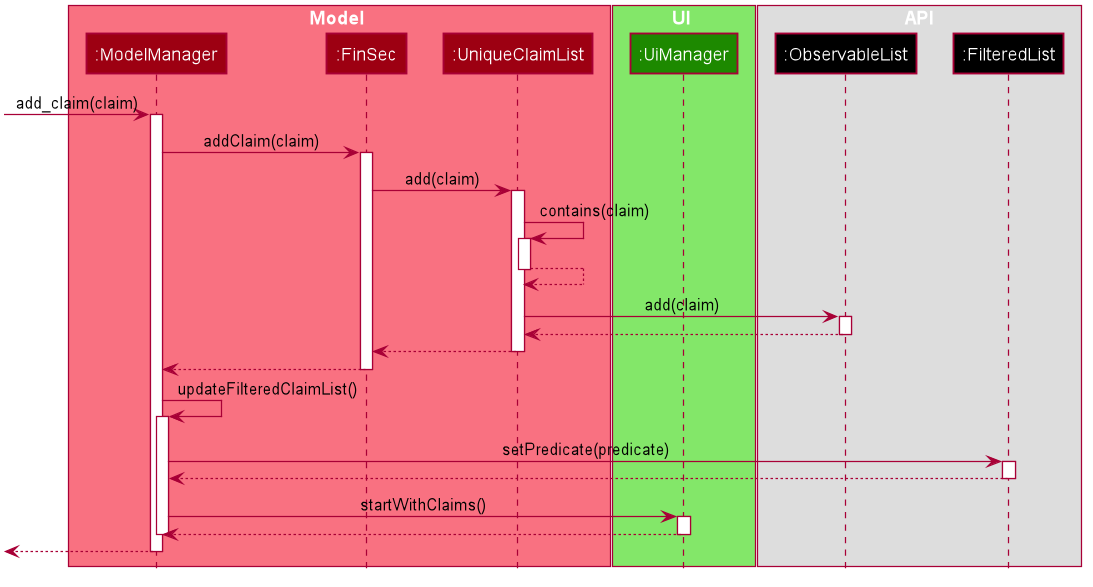 Model
UI
API
:ModelManager
:FinSec
:UniqueClaimList
:UiManager
:ObservableList
:FilteredList
add_claim(claim)
addClaim(claim)
add(claim)
contains(claim)
add(claim)
updateFilteredClaimList()
setPredicate(predicate)
startWithClaims()